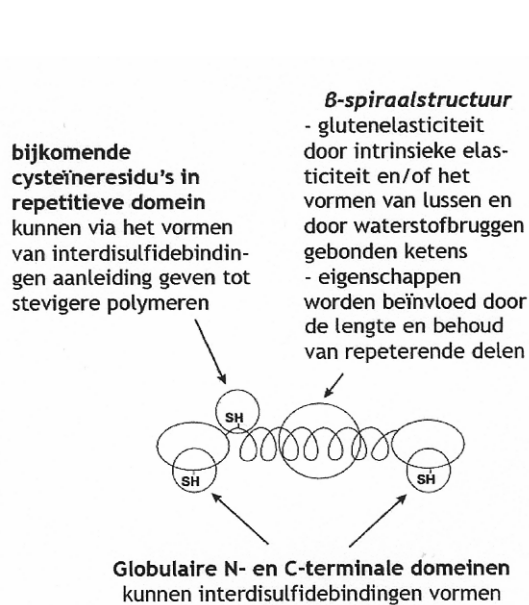 bijkomende
cysteïneresidu's in
repetitieve domein
kunnen via het vormen
van interdisulfidebindin-
gen aanleiding geven tot
stevigere polymeren
β-spiraalstructuur
- glutenelasticiteit
door intrinsieke elas-
ticiteit en/of het
vormen van lussen en
door waterstofbruggen
gebonden ketens
- eigenschappen
worden beïnvloed door
de lengte en behoud
van repeterende delen
SH
SH
SH
Globulaire N- en C-terminale domeinen
kunnen interdisulfidebindingen vormen